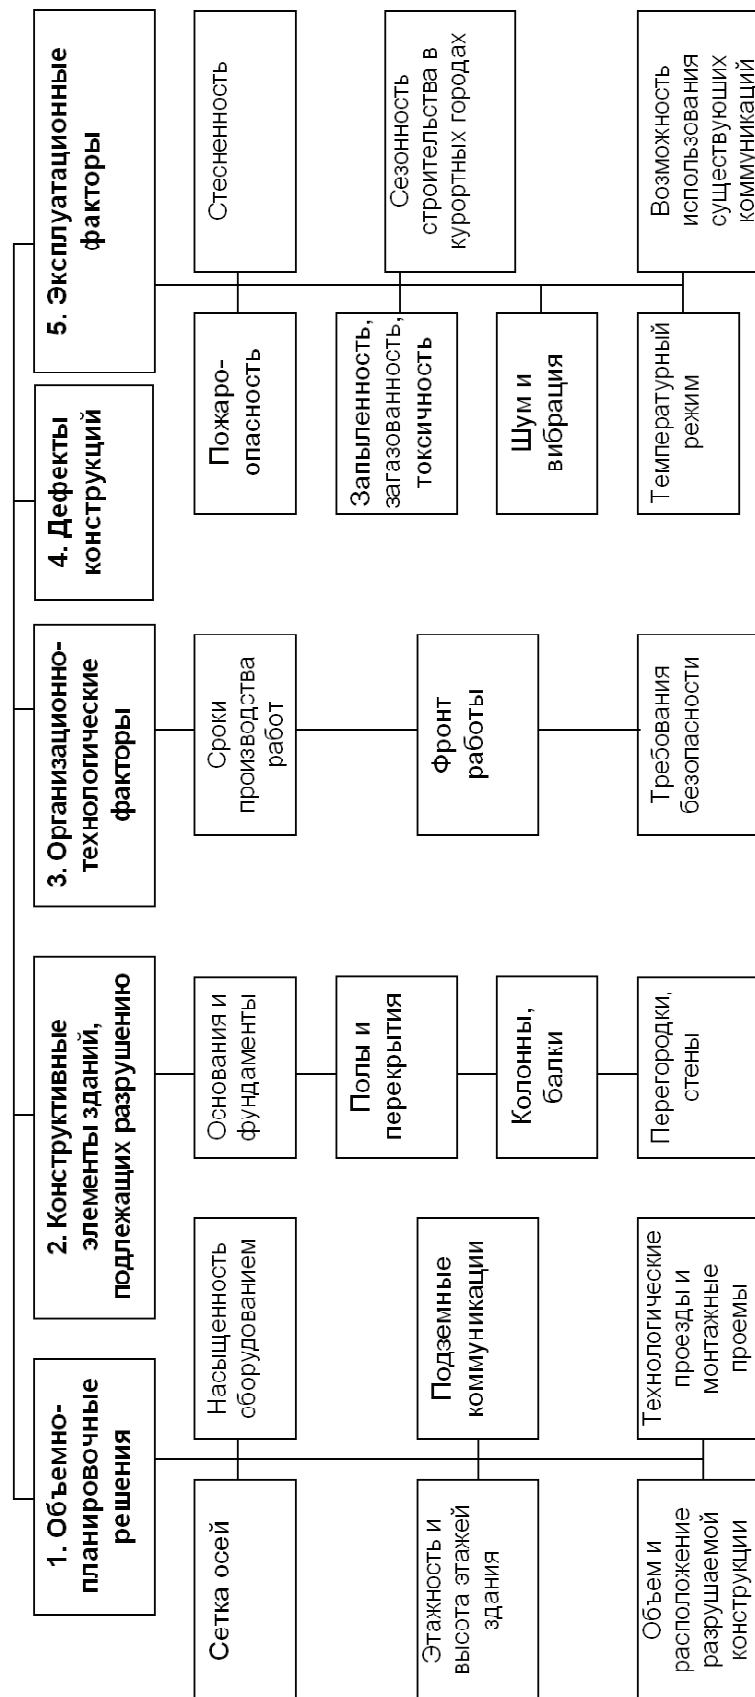 1. Объемно-
планировочные
решения
Сетка осей
Насыщенность
оборудованием
Этажность и
высота этажей
здания
Подземные
коммуникации
Объем и
расположение
разрушаемой
конструкции
Технологические
проезды и
монтажные
проемы
2. Конструктивные
элементы зданий,
подлежащих разрушению
Основания и
фундаменты
Полы и
перекрытия
Колонны,
балки
Перегородки,
стены
3. Организационно-
технологические
факторы
Сроки
производства
работ
Фронт
работы
Требования
безопасности
4. Дефекты
конструкций
5. Эксплуатационные
факторы
Пожаро-
опасность
Стесненность
Запыленность,
загазованность,
токсичность
Сезонность
строительства в
курортных городах
Шум и
вибрация
Температурный
режим
Возможность
использования
существуюших
коммуникаций